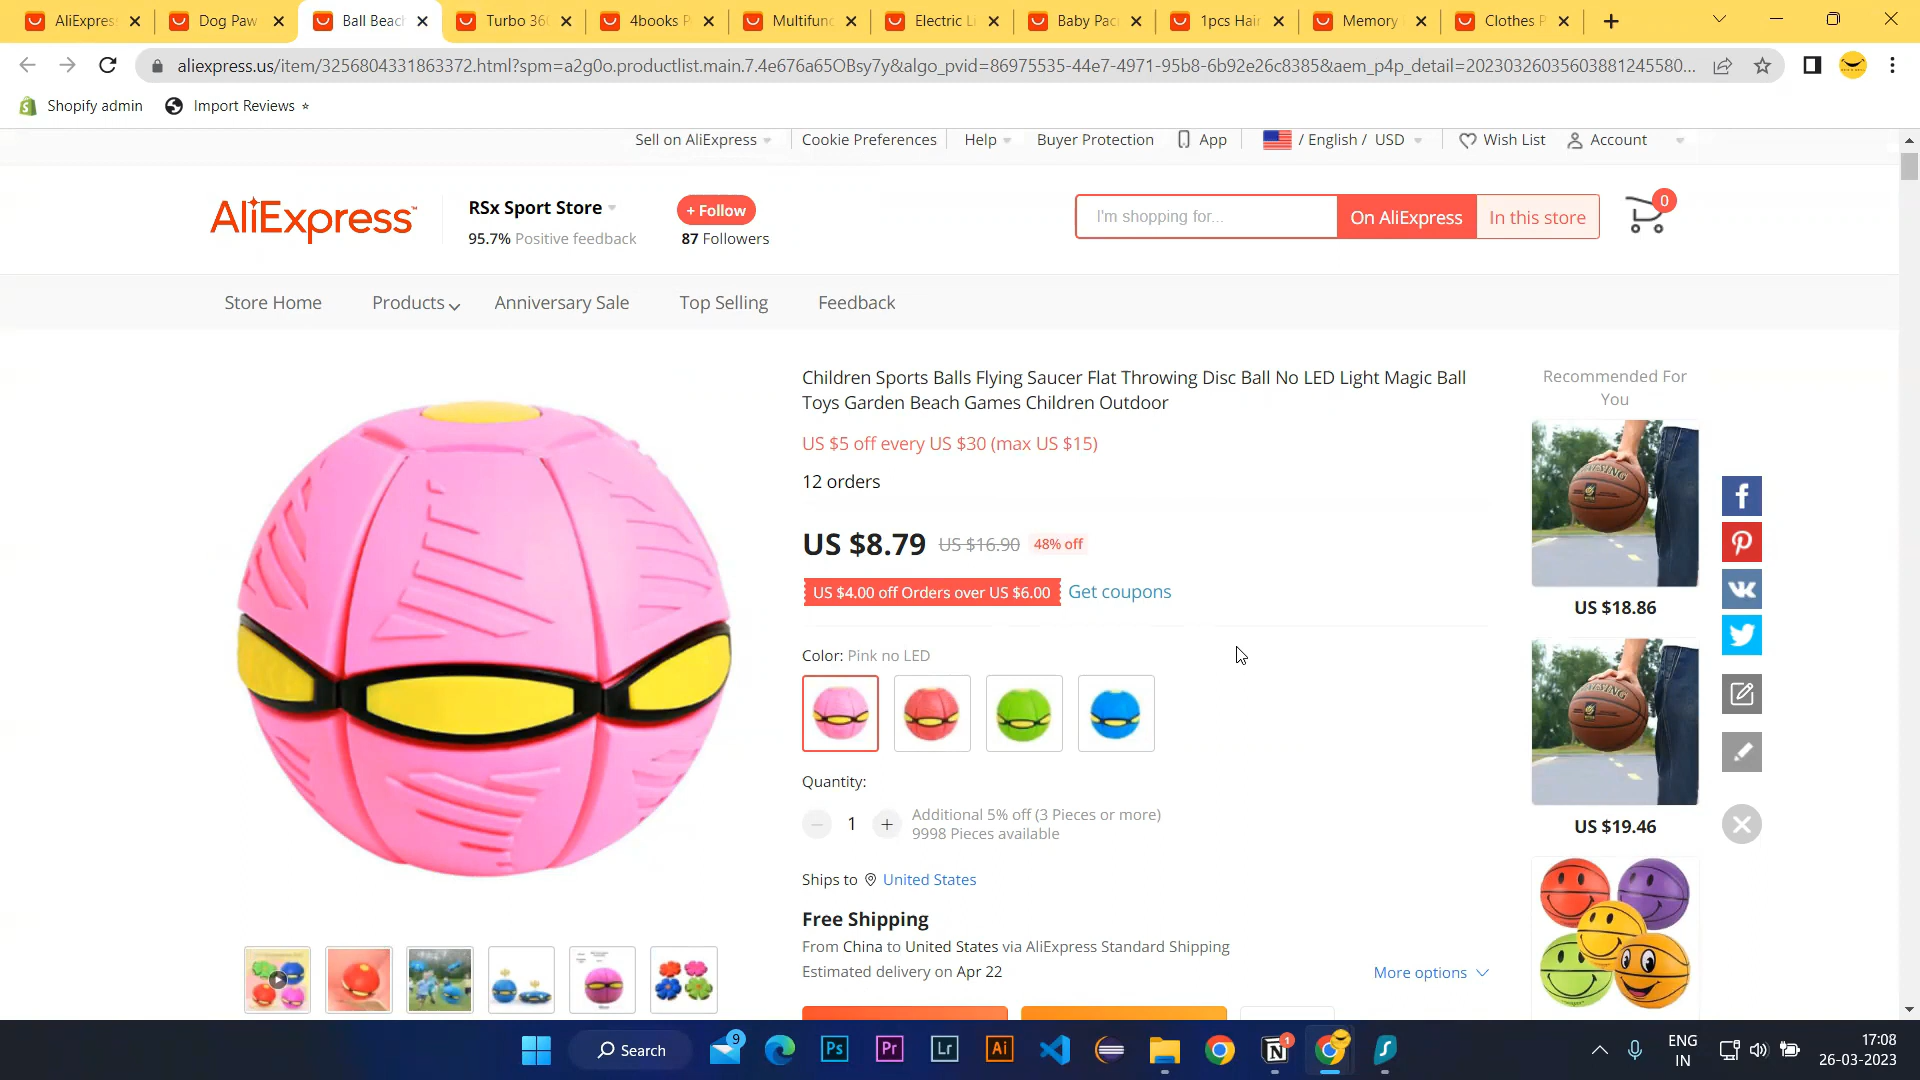 AliExpress
Dog Paw
Ball Beach
Turbo 360
4books P
Multifunc
Electric Li
Baby Pac
1pcs Hair
Memory
Clothes P
aliexpress.us/item/3256804331863372.html?spm=a2g0o.productlist.main.7.4e676a65OBsy7y&algo_pvid=86975535-44e7-4971-95b8-6b92e26c8385&aem_p4p_detail=20230326035603881245580...
Shopify admin
Import Reviews ⭑
Sell on AliExpress
Cookie Preferences
Help
Buyer Protection
App
/ English / USD
Wish List
Account
AliExpress™
RSx Sport Store
95.7% Positive feedback
+ Follow
87 Followers
I'm shopping for...
On AliExpress
In this store
0
Store Home
Products
Anniversary Sale
Top Selling
Feedback
Children Sports Balls Flying Saucer Flat Throwing Disc Ball No LED Light Magic Ball
Toys Garden Beach Games Children Outdoor
US $5 off every US $30 (max US $15)
12 orders
US $8.79 US $16.90 48% off
US $4.00 off Orders over US $6.00 Get coupons
Color: Pink no LED
Quantity:
1
Additional 5% off (3 Pieces or more)
9998 Pieces available
Ships to United States
Free Shipping
From China to United States via AliExpress Standard Shipping
Estimated delivery on Apr 22
More options
Recommended For
You
US $18.86
US $19.46
Search
9
Ps
Pr
Lr
Ai
1
ENG
IN
17:08
26-03-2023